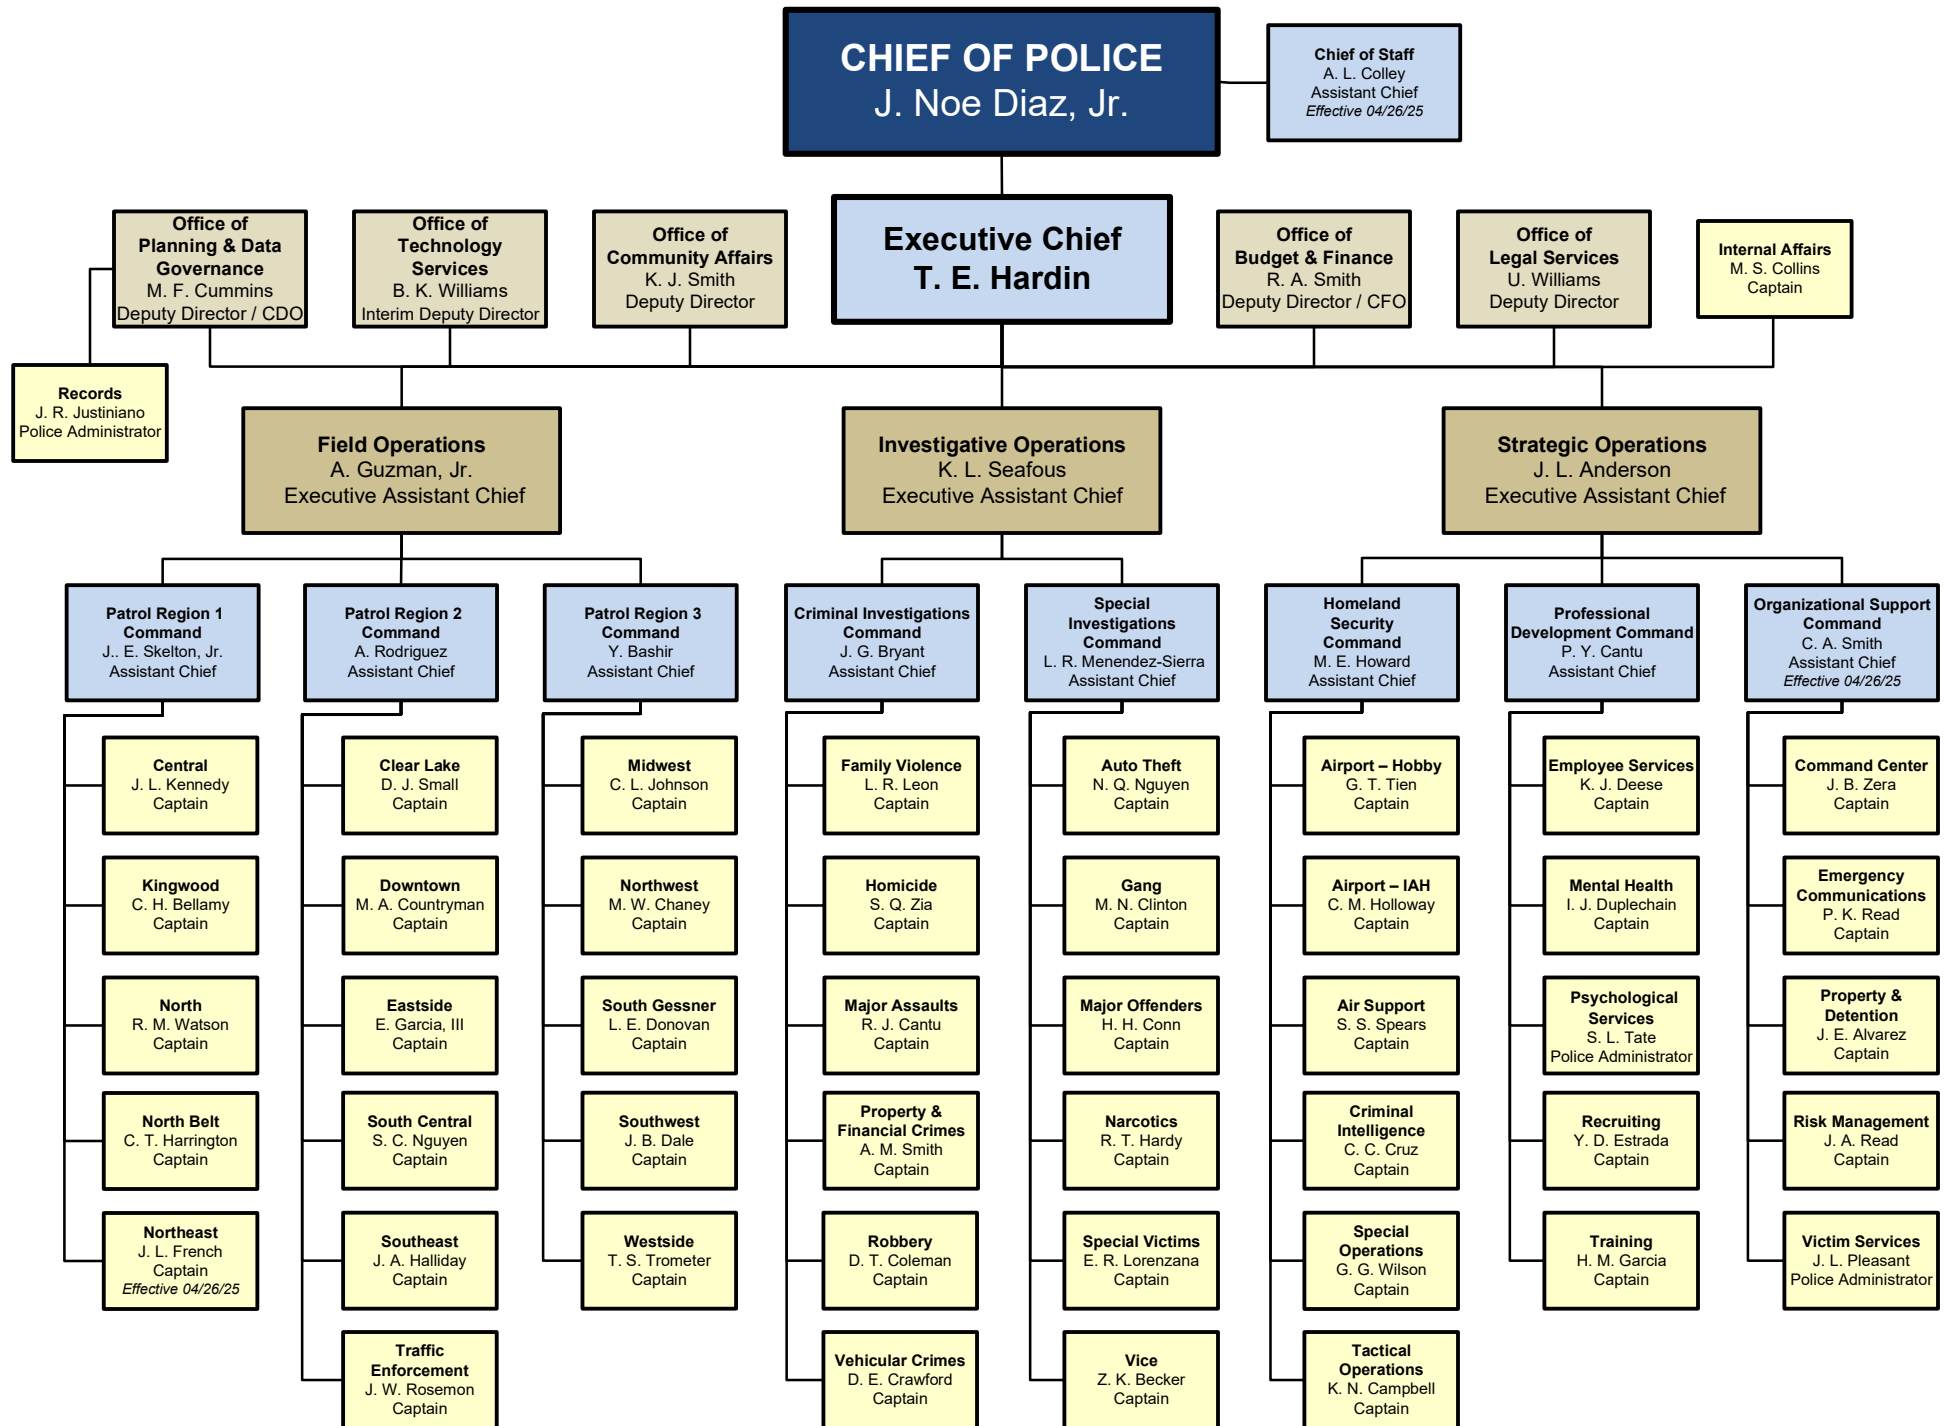 CHIEF OF POLICE
J. Noe Diaz, Jr.
Chief of Staff
A. L. Colley
Assistant Chief
Effective 04/26/25
Office of
Planning & Data
Governance
M. F. Cummins
Deputy Director / CDO
Office of
Technology
Services
B. K. Williams
Interim Deputy Director
Office of
Community Affairs
K. J. Smith
Deputy Director
Executive Chief
T. E. Hardin
Office of
Budget & Finance
R. A. Smith
Deputy Director / CFO
Office of
Legal Services
U. Williams
Deputy Director
Internal Affairs
M. S. Collins
Captain
Records
J. R. Justiniano
Police Administrator
Field Operations
A. Guzman, Jr.
Executive Assistant Chief
Investigative Operations
K. L. Seafous
Executive Assistant Chief
Strategic Operations
J. L. Anderson
Executive Assistant Chief
Patrol Region 1
Command
J.. E. Skelton, Jr.
Assistant Chief
Patrol Region 2
Command
A. Rodriguez
Assistant Chief
Patrol Region 3
Command
Y. Bashir
Assistant Chief
Criminal Investigations
Command
J. G. Bryant
Assistant Chief
Special
Investigations
Command
L. R. Menendez-Sierra
Assistant Chief
Homeland
Security
Command
M. E. Howard
Assistant Chief
Professional
Development Command
P. Y. Cantu
Assistant Chief
Organizational Support
Command
C. A. Smith
Assistant Chief
Effective 04/26/25
Central
J. L. Kennedy
Captain
Clear Lake
D. J. Small
Captain
Midwest
C. L. Johnson
Captain
Family Violence
L. R. Leon
Captain
Auto Theft
N. Q. Nguyen
Captain
Airport – Hobby
G. T. Tien
Captain
Employee Services
K. J. Deese
Captain
Command Center
J. B. Zera
Captain
Kingwood
C. H. Bellamy
Captain
Downtown
M. A. Countryman
Captain
Northwest
M. W. Chaney
Captain
Homicide
S. Q. Zia
Captain
Gang
M. N. Clinton
Captain
Airport – IAH
C. M. Holloway
Captain
Mental Health
I. J. Duplechain
Captain
Emergency
Communications
P. K. Read
Captain
North
R. M. Watson
Captain
Eastside
E. Garcia, III
Captain
South Gessner
L. E. Donovan
Captain
Major Assaults
R. J. Cantu
Captain
Major Offenders
H. H. Conn
Captain
Air Support
S. S. Spears
Captain
Psychological
Services
S. L. Tate
Police Administrator
Property &
Detention
J. E. Alvarez
Captain
North Belt
C. T. Harrington
Captain
South Central
S. C. Nguyen
Captain
Southwest
J. B. Dale
Captain
Property &
Financial Crimes
A. M. Smith
Captain
Narcotics
R. T. Hardy
Captain
Criminal
Intelligence
C. C. Cruz
Captain
Recruiting
Y. D. Estrada
Captain
Risk Management
J. A. Read
Captain
Northeast
J. L. French
Captain
Effective 04/26/25
Southeast
J. A. Halliday
Captain
Westside
T. S. Trometer
Captain
Robbery
D. T. Coleman
Captain
Special Victims
E. R. Lorenzana
Captain
Special
Operations
G. G. Wilson
Captain
Training
H. M. Garcia
Captain
Victim Services
J. L. Pleasant
Police Administrator
Traffic
Enforcement
J. W. Rosemon
Captain
Vehicular Crimes
D. E. Crawford
Captain
Vice
Z. K. Becker
Captain
Tactical
Operations
K. N. Campbell
Captain